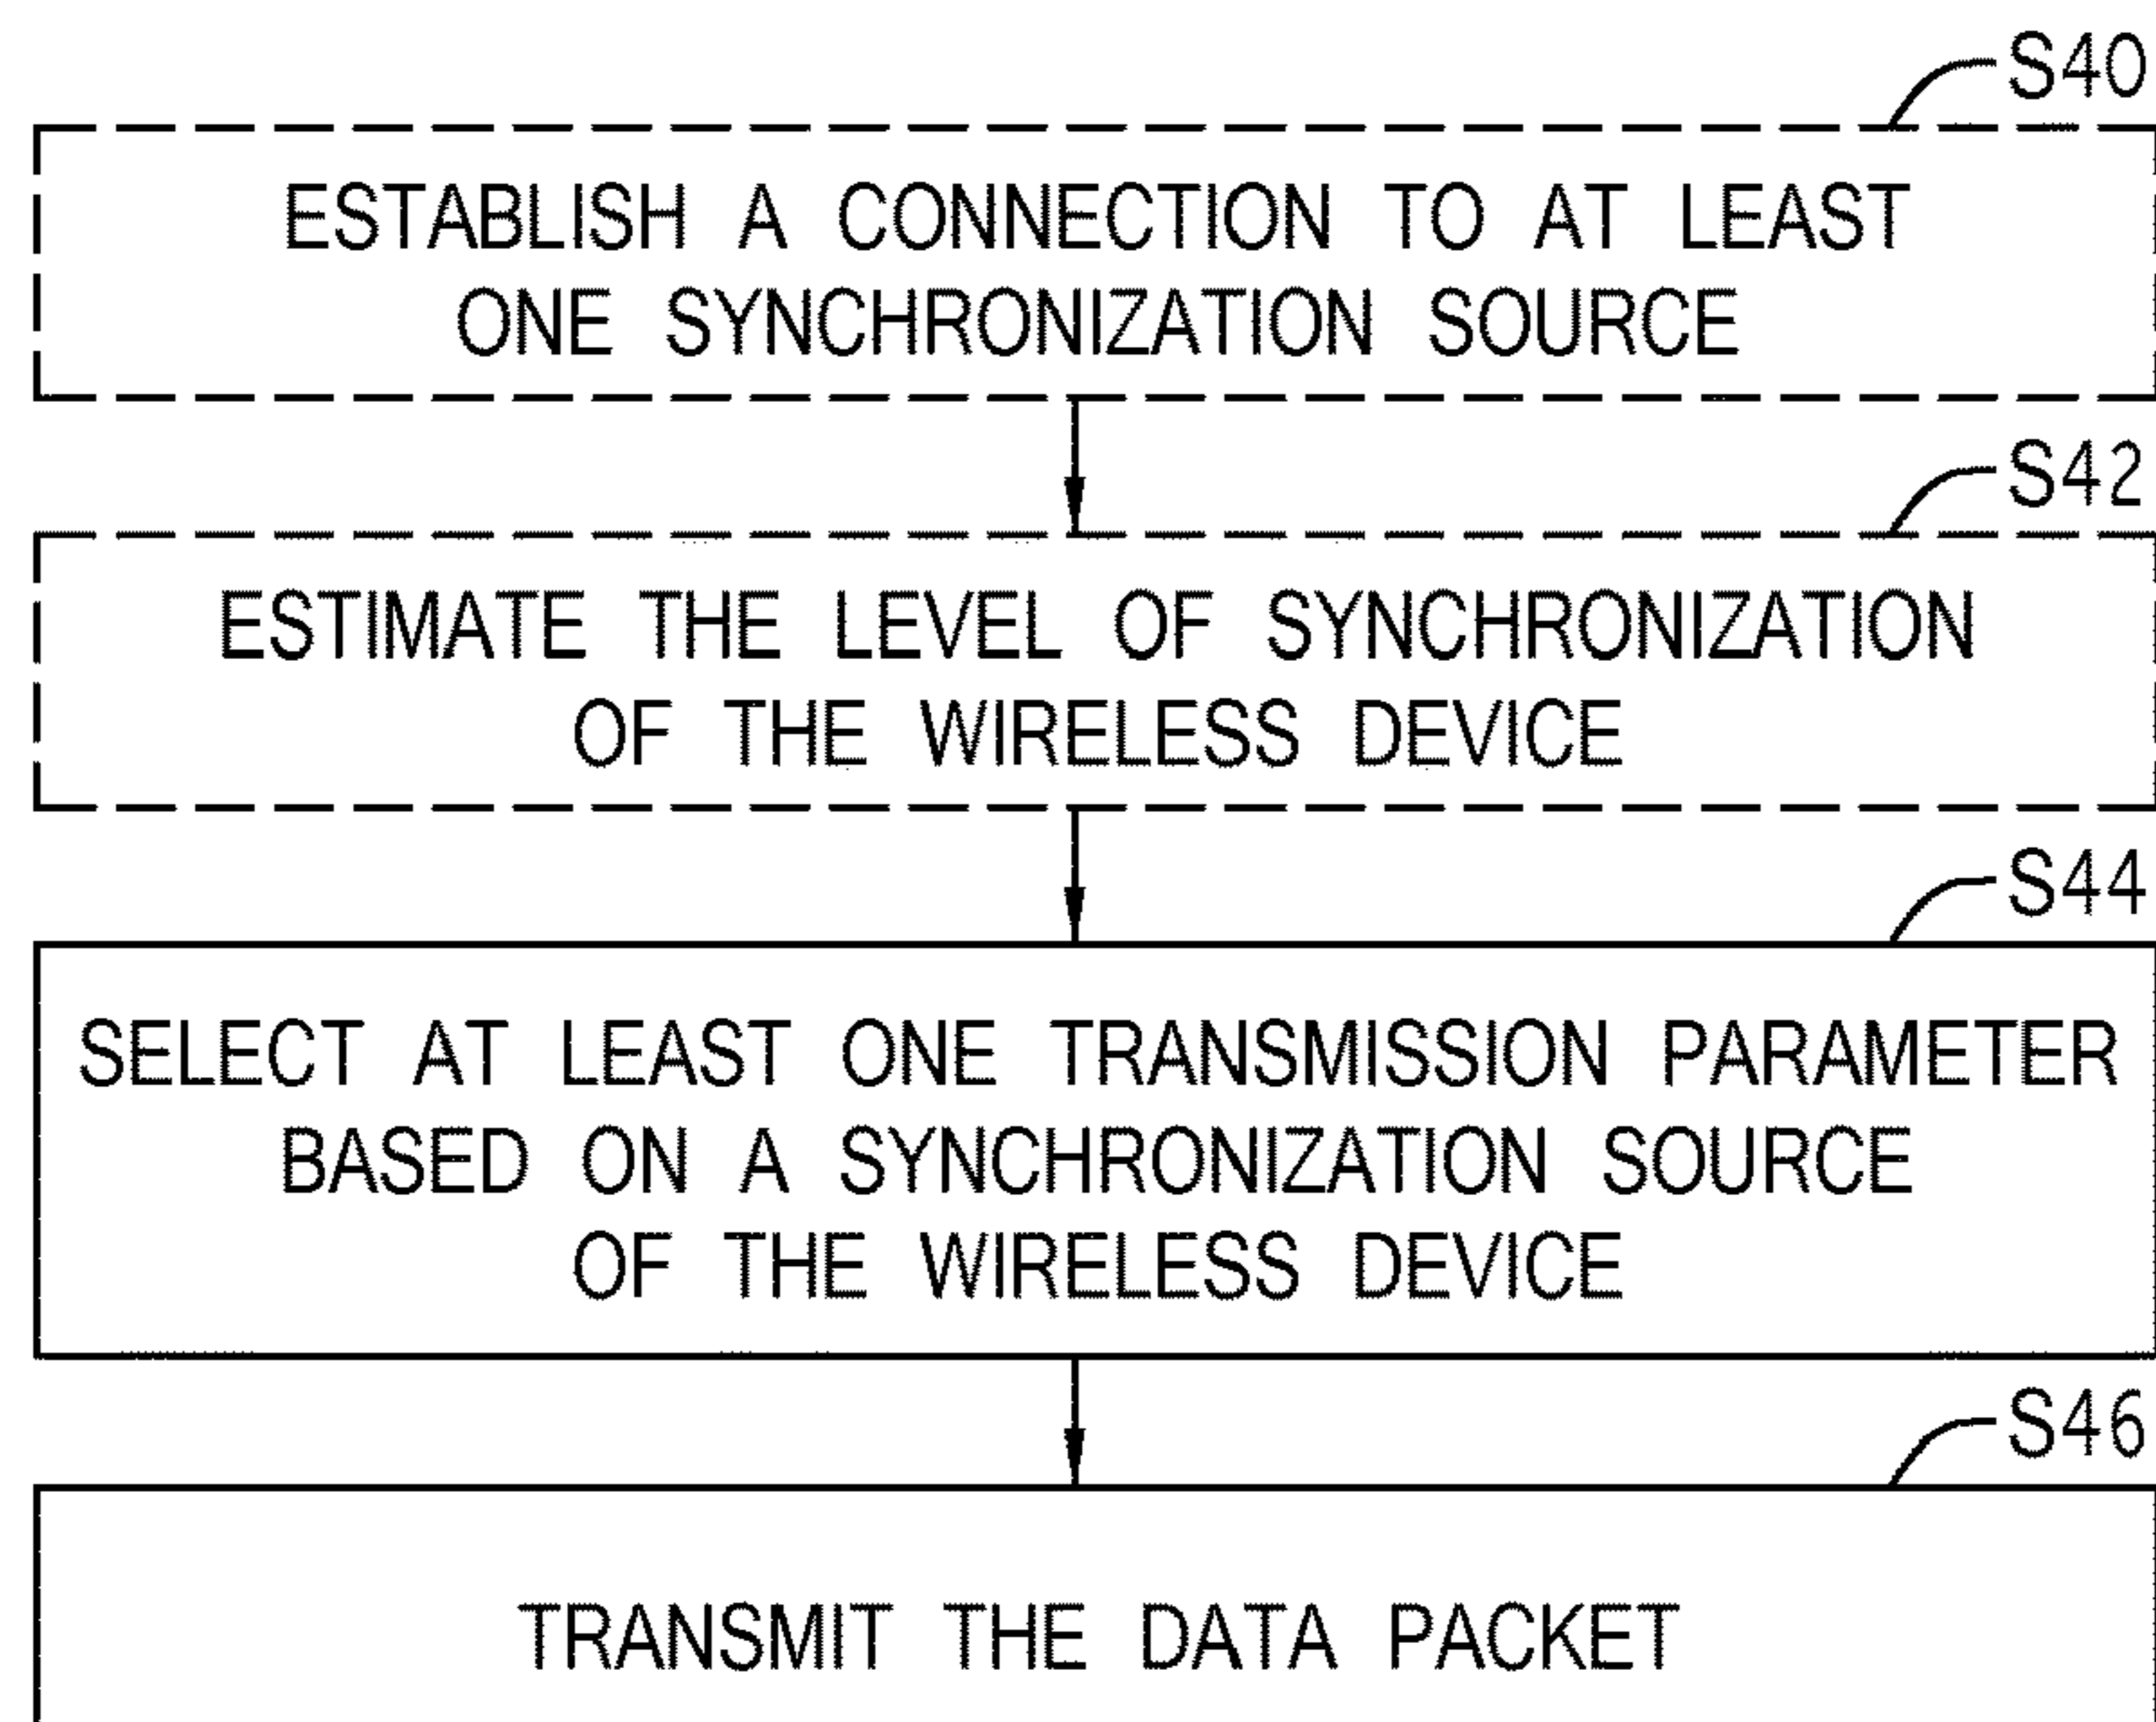 S40
ESTABLISH A CONNECTION TO AT LEAST
ONE SYNCHRONIZATION SOURCE
S42
ESTIMATE THE LEVEL OF SYNCHRONIZATION
OF THE WIRELESS DEVICE
S44
SELECT AT LEAST ONE TRANSMISSION PARAMETER
BASED ON A SYNCHRONIZATION SOURCE
OF THE WIRELESS DEVICE
S46
TRANSMIT THE DATA PACKET